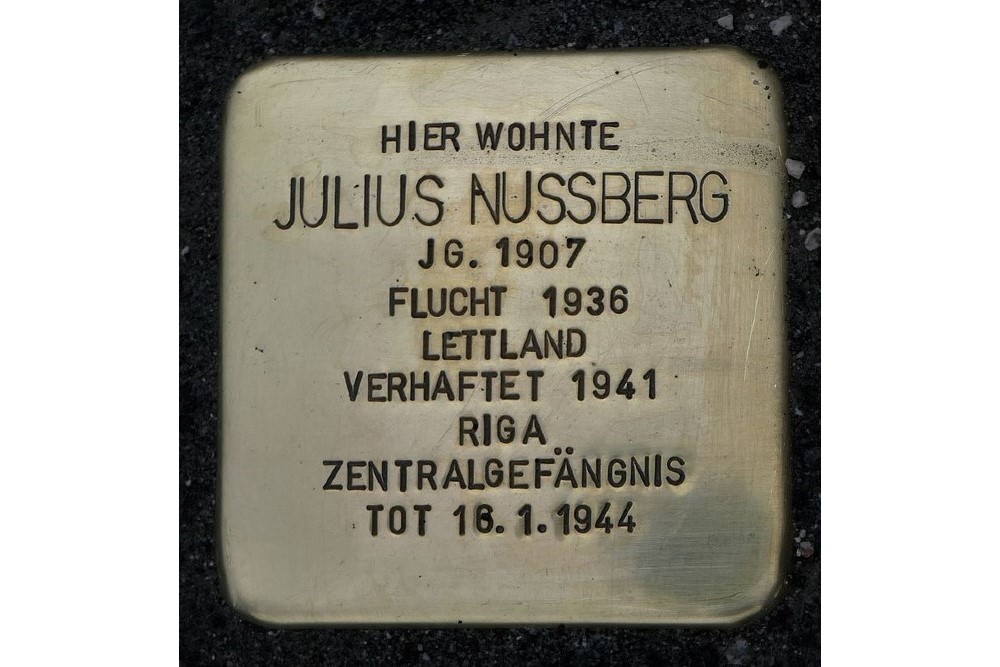 HIER WOHNTE
JULIUS NUSSBERG
JG. 1907
FLUCHT 1936
LETTLAND
VERHAFTET 1941
RIGA
ZENTRALGEFÄNGNIS
TOT 16.1.1944